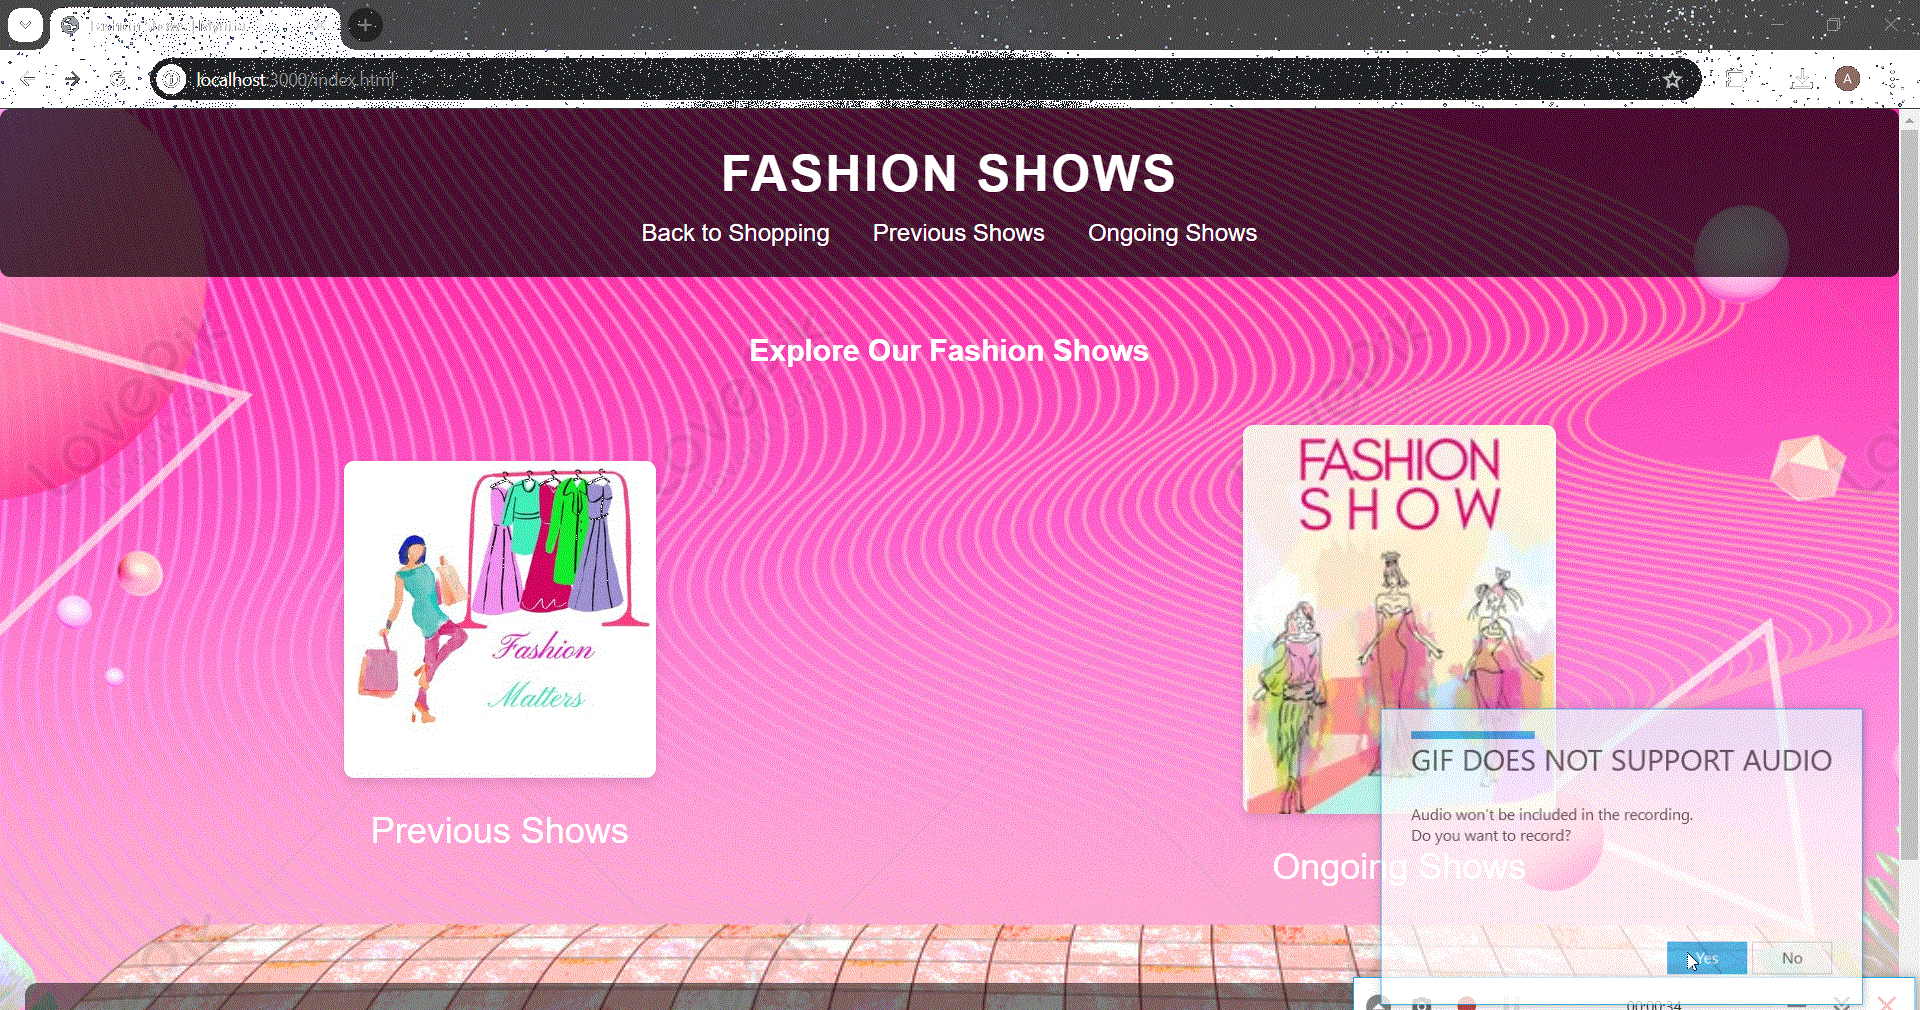 localhost:3000/index.html
A
FASHION SHOWS
Back to Shopping Previous Shows Ongoing Shows
Explore Our Fashion Shows
FASHION
SHOW
Fashion
Matters
Previous Shows
Ongoing Shows
GIF DOES NOT SUPPORT AUDIO
Audio won't be included in the recording.
Do you want to record?
Yes No
00:00:34